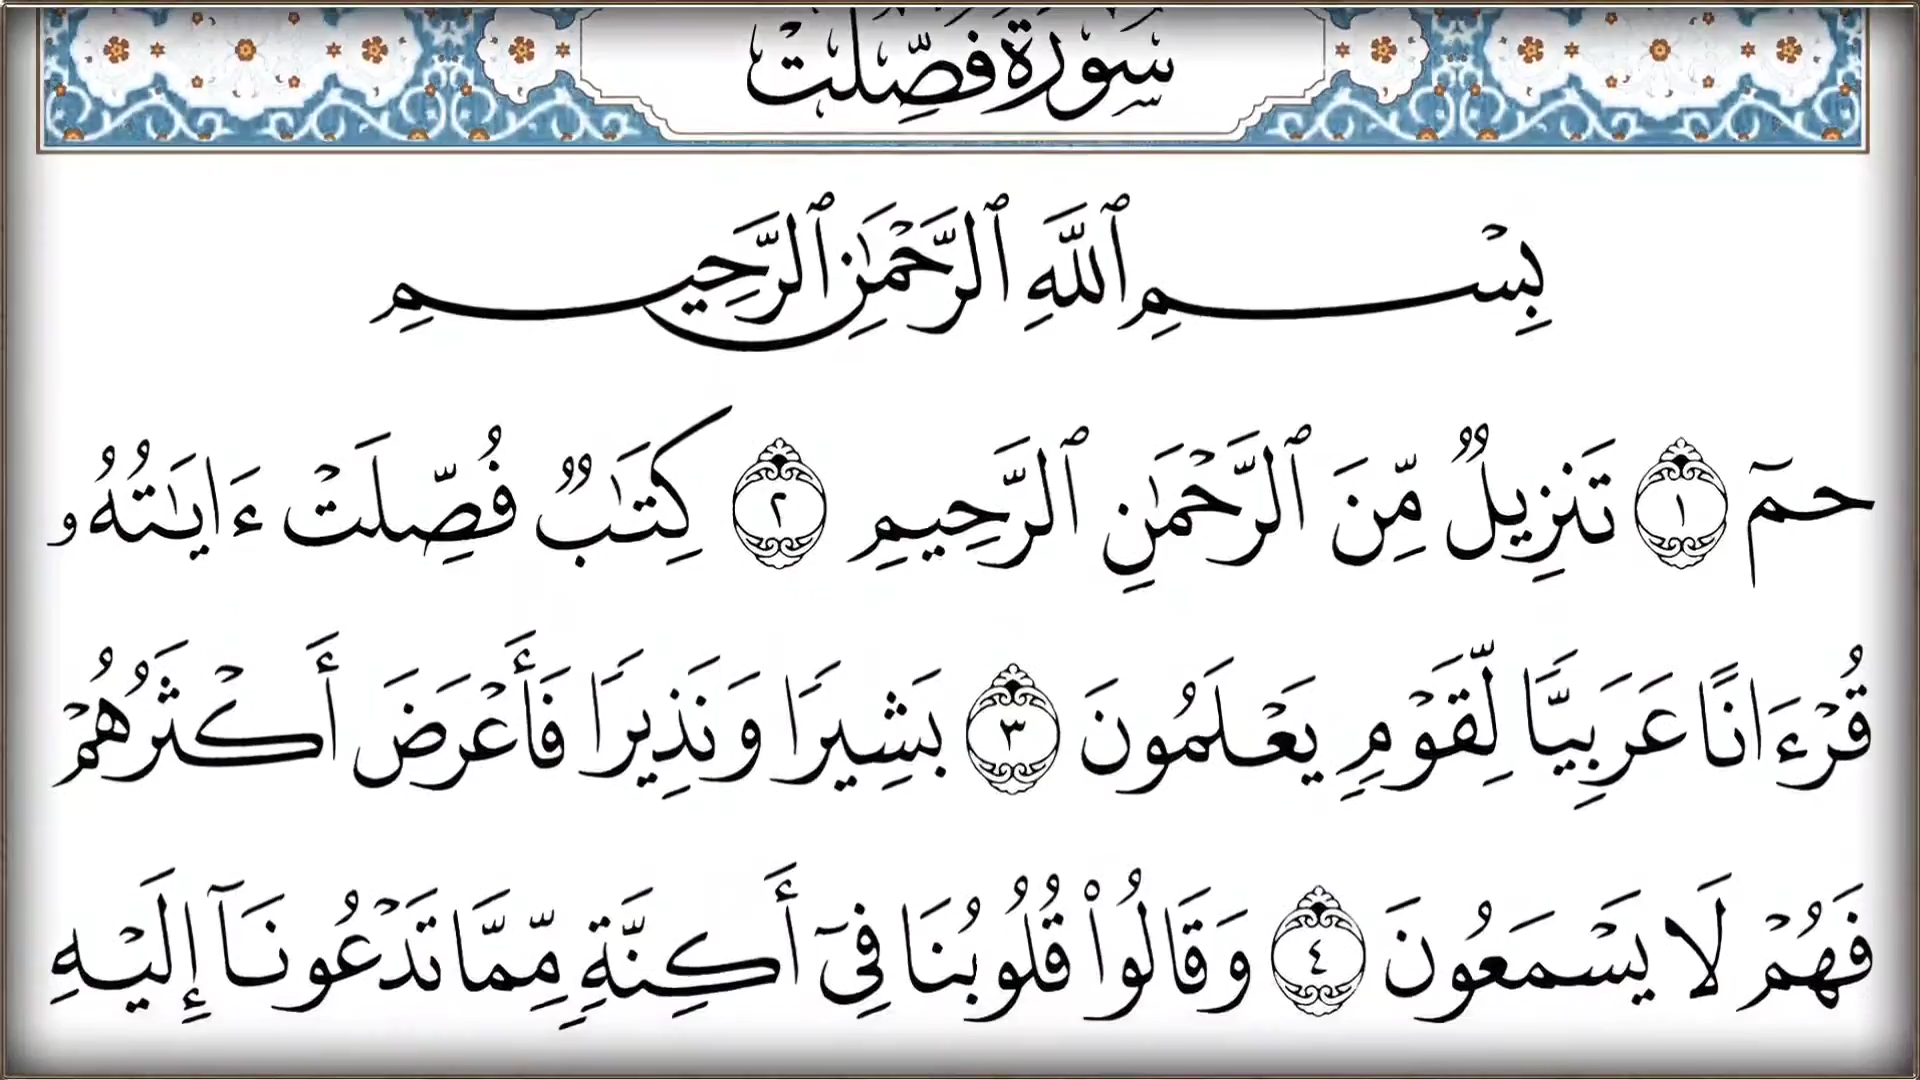 سُورَةُ فُصِّلَتْ
بِسْمِ ٱللَّهِ ٱلرَّحْمَٰنِ ٱلرَّحِيمِ
حمٓ ١ تَنزِيلٌ مِّنَ ٱلرَّحْمَٰنِ ٱلرَّحِيمِ ٢ كِتَٰبٌ فُصِّلَتْ ءَايَٰتُهُۥ
قُرْءَانًا عَرَبِيًّا لِّقَوْمٍ يَعْلَمُونَ ٣ بَشِيرًا وَنَذِيرًا فَأَعْرَضَ أَكْثَرُهُمْ
فَهُمْ لَا يَسْمَعُونَ ٤ وَقَالُوا۟ قُلُوبُنَا فِىٓ أَكِنَّةٍ مِّمَّا تَدْعُونَآ إِلَيْهِ